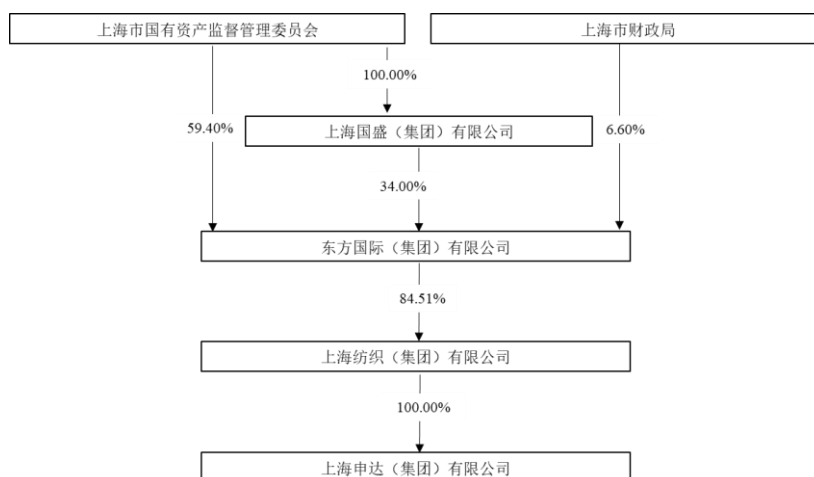 上海市国有资产监督管理委员会
上海市财政局
100.00%
59.40%
上海国盛（集团）有限公司
6.60%
34.00%
东方国际（集团）有限公司
84.51%
上海纺织（集团）有限公司
100.00%
上海申达（集团）有限公司